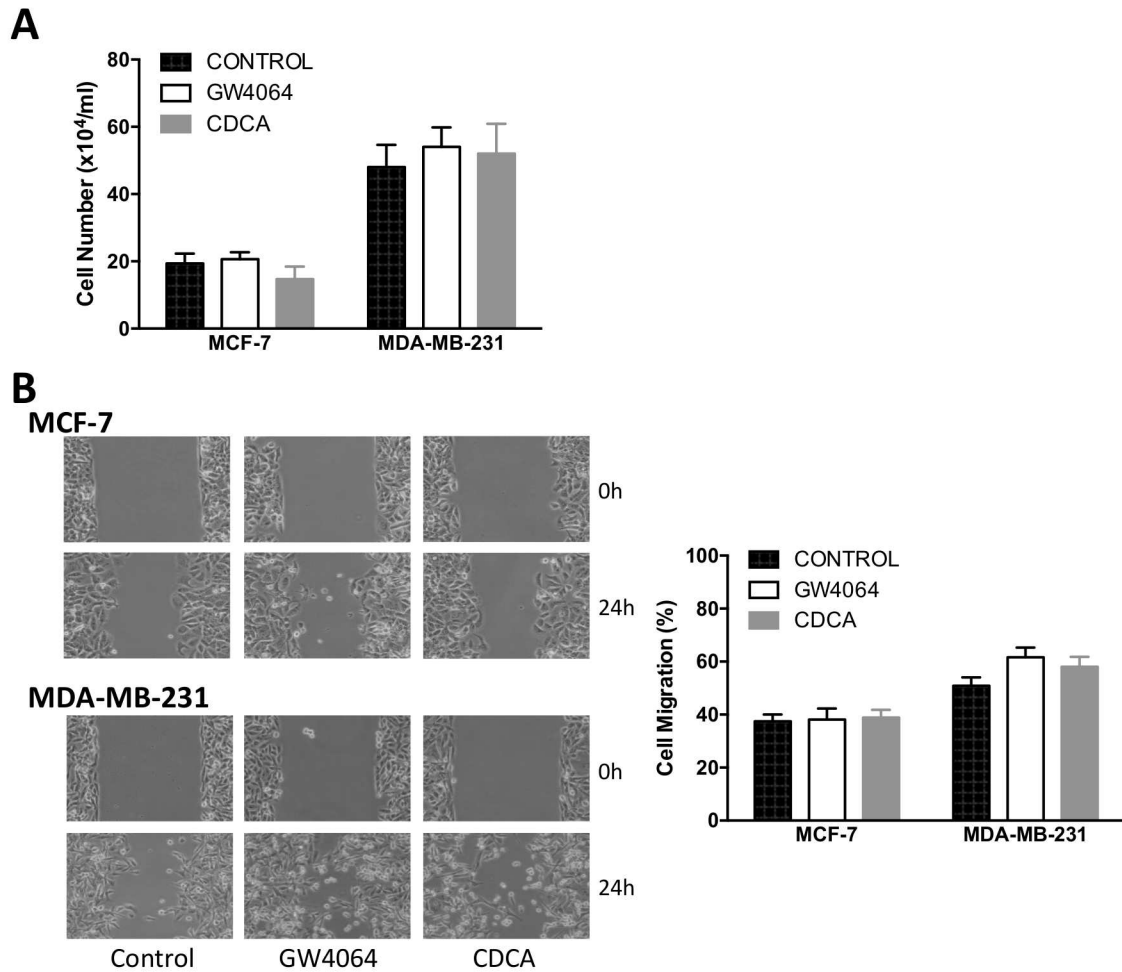 A
80
60
40
20
0
Cell Number (x10⁴/ml)
CONTROL
GW4064
CDCA
MCF-7
MDA-MB-231
B
MCF-7
0h
24h
MDA-MB-231
0h
24h
Control
GW4064
CDCA
100
80
60
40
20
0
Cell Migration (%)
CONTROL
GW4064
CDCA
MCF-7
MDA-MB-231